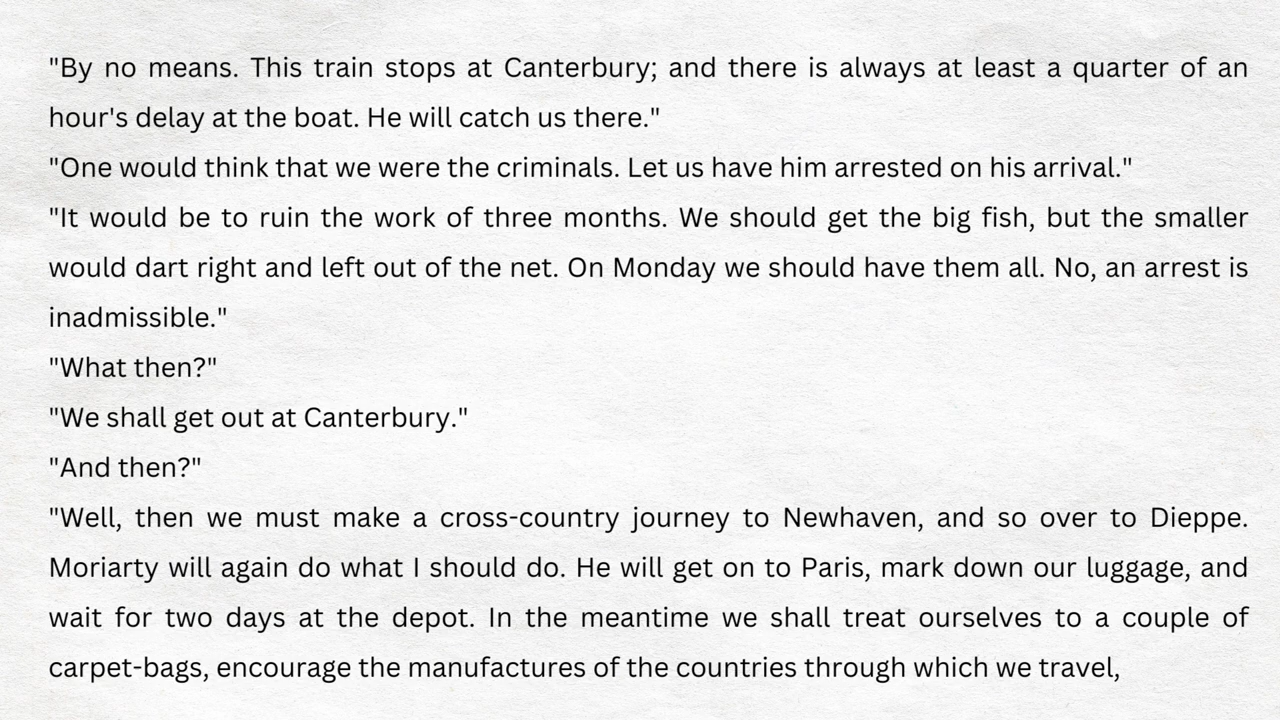 "By no means. This train stops at Canterbury; and there is always at least a quarter of an
hour's delay at the boat. He will catch us there."
"One would think that we were the criminals. Let us have him arrested on his arrival."
"It would be to ruin the work of three months. We should get the big fish, but the smaller
would dart right and left out of the net. On Monday we should have them all. No, an arrest is
inadmissible."
"What then?"
"We shall get out at Canterbury."
"And then?"
"Well, then we must make a cross-country journey to Newhaven, and so over to Dieppe.
Moriarty will again do what I should do. He will get on to Paris, mark down our luggage, and
wait for two days at the depot. In the meantime we shall treat ourselves to a couple of
carpet-bags, encourage the manufactures of the countries through which we travel,